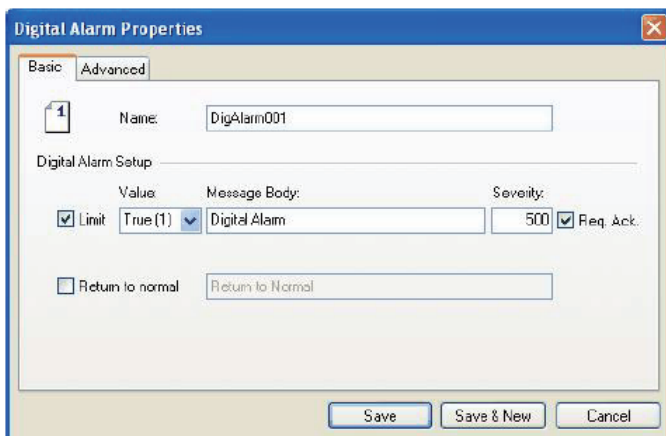 Digital Alarm Properties
Basic Advanced
1 Name: DigAlarm001
Digital Alarm Setup
Value: Message Body: Severity:
Limit True (1) Digital Alarm 500 Req. Ack.
Return to normal Return to Normal
Save Save & New Cancel